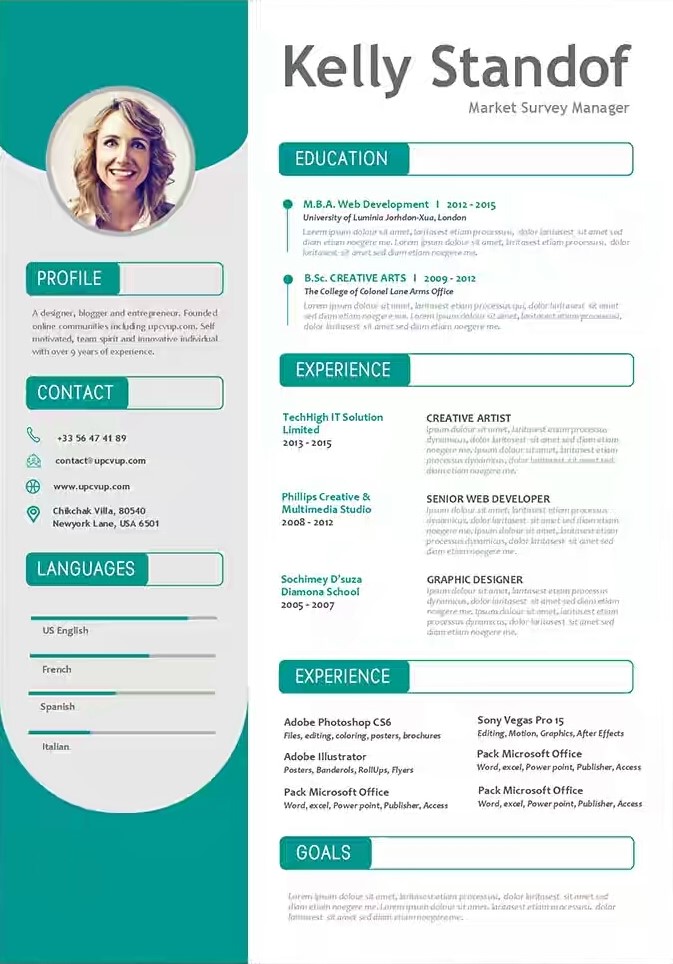 Kelly Standof
Market Survey Manager
PROFILE
A designer, blogger and entrepreneur. Founded
online communities including upcvup.com. Self
motivated, team spirit and innovative individual
with over 9 years of experience.
CONTACT
+33 56 47 41 89
contact@upcvup.com
www.upcvup.com
Chikchak Villa, 80540
Newyork Lane, USA 6501
LANGUAGES
US English
French
Spanish
Italian
EDUCATION
M.B.A. Web Development I 2012 - 2015
University of Luminia Jorhdon-Xua, London
Lorem ipsum dolour sit amet, laritasest etiam processusi, dolor laritasest sit amet sed
diam etiam noegere me. Lorem ipsum dolour sit amet, laritasest etiam processusi, dolor
laritasest sit amet sed diam etiam noegere me.
B.Sc. CREATIVE ARTS I 2009 - 2012
The College of Colonel Lane Arms Office
Lorem ipsum dolour sit amet, laritasest etiam processus qui, dolor laritasest sit amet
sed diam etiam noegere me. Lorem ipsum dolour sit amet, laritasest etiam processusi,
dolor laritasest sit amet sed diam etiam noegere me.
EXPERIENCE
TechHigh IT Solution
Limited
2013 - 2015
CREATIVE ARTIST
Ipsum dolour sit amet, laritasest etiam processus
dynamicus, dolor laritasest sit amet sed diam etiam
noegere me. Ipsum dolour sit amet, laritasest etiam
processus dynamicus, dolor laritasest sit amet sed
diam etiam noegere me.
Phillips Creative &
Multimedia Studio
2008 - 2012
SENIOR WEB DEVELOPER
Ipsum dolour sit amet, laritasest etiam processus
dynamicus, dolor laritasest sit amet sed diam etiam
noegere me. Ipsum dolour sit amet, laritasest etiam
processus dynamicus, dolor laritasest sit amet sed
diam etiam noegere me.
Sochimey D'suza
Diamona School
2005 - 2007
GRAPHIC DESIGNER
Ipsum dolour sit amet, laritasest etiam processus
dynamicus, dolor laritasest sit amet sed diam etiam
noegere me. Ipsum dolour sit amet, laritasest etiam
processus dynamicus, dolor laritasest sit amet sed
diam etiam noegere me.
EXPERIENCE
Adobe Photoshop CS6
Files, editing, coloring, posters, brochures
Adobe Illustrator
Posters, Banderols, RollUps, Flyers
Pack Microsoft Office
Word, excel, Power point, Publisher, Access
Sony Vegas Pro 15
Editing, Motion, Graphics, After Effects
Pack Microsoft Office
Word, excel, Power point, Publisher, Access
Pack Microsoft Office
Word, excel, Power point, Publisher, Access
GOALS
Lorem ipsum dolour sit amet, laritasest etiam processusi, dolor laritasest sit amet sed
diam etiam noegere me. Lorem ipsum dolour sit amet, laritasest etiam processusi, dolor
laritasest sit amet sed diam etiam noegere me.